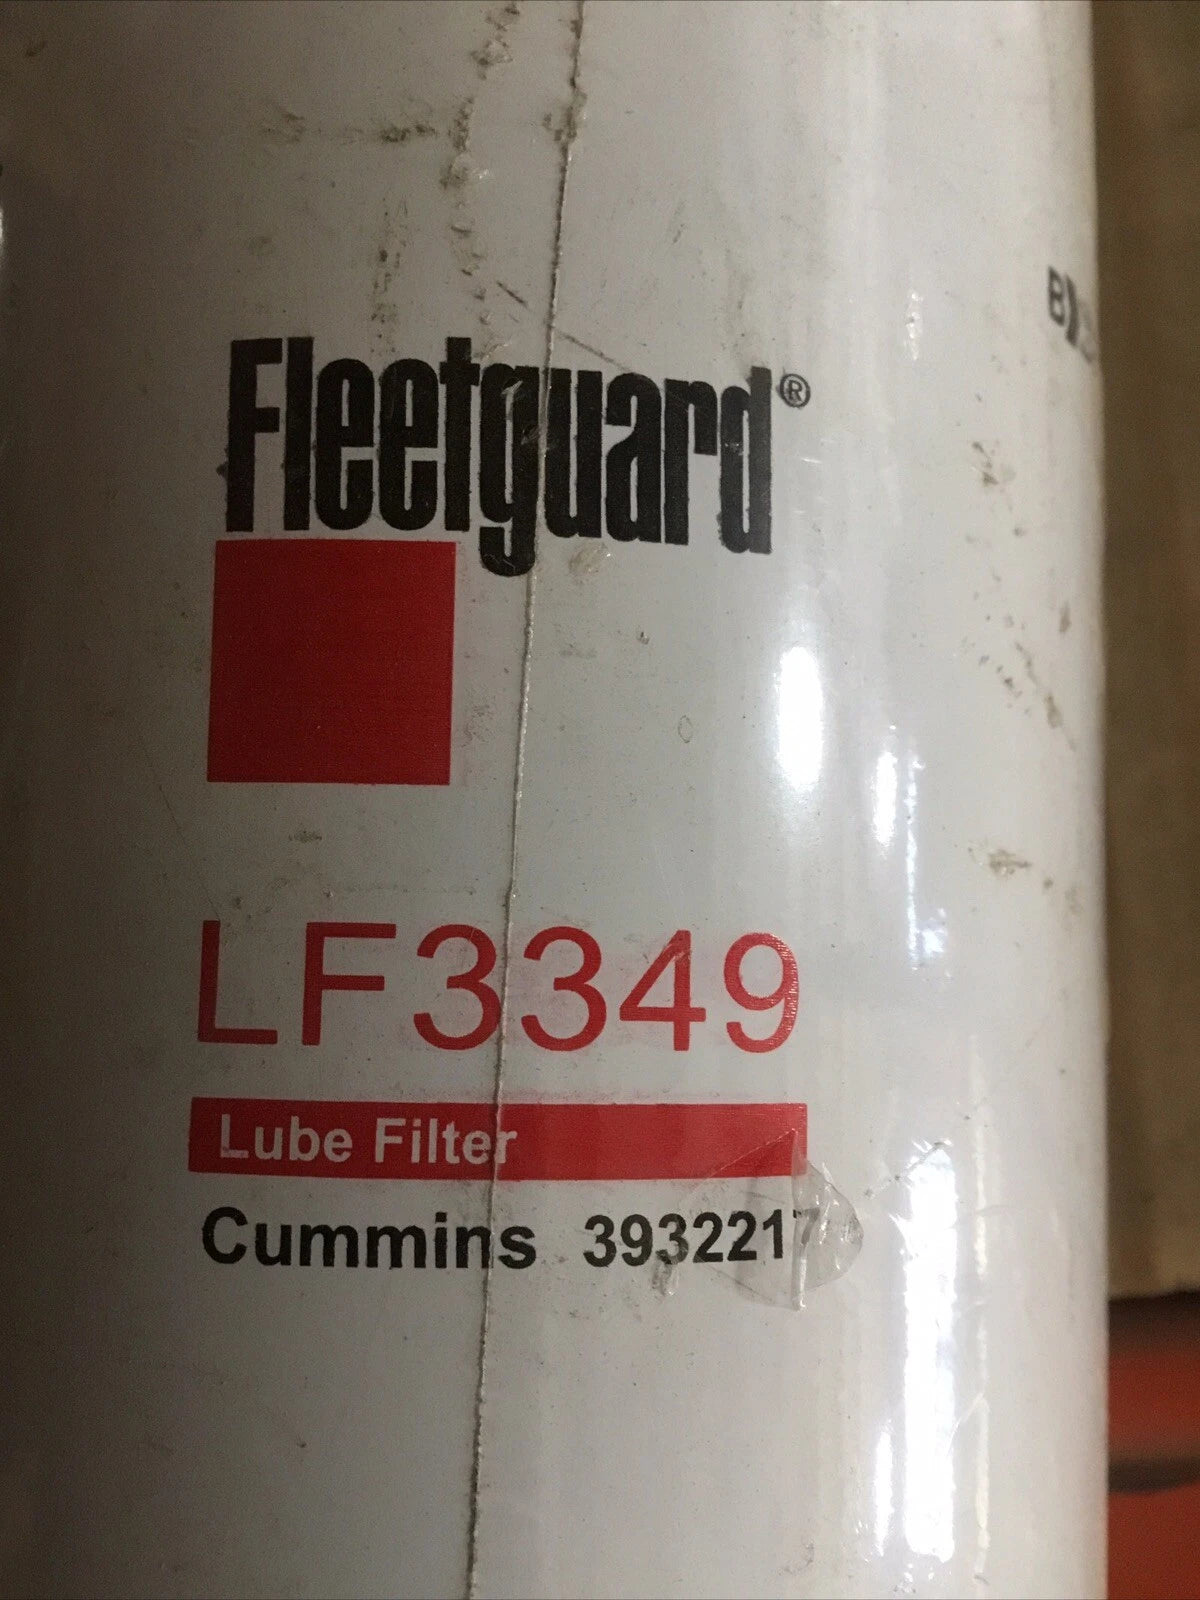 Fleetguard®
LF3349
Lube Filter
Cummins 3932217